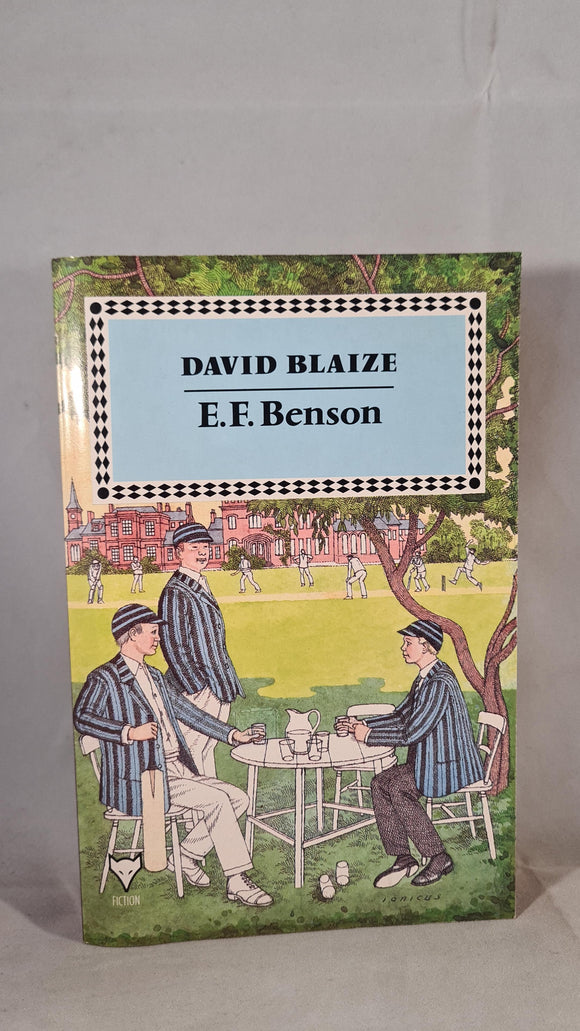 DAVID BLAIZE
E.F. Benson
FICTION
IONICUS